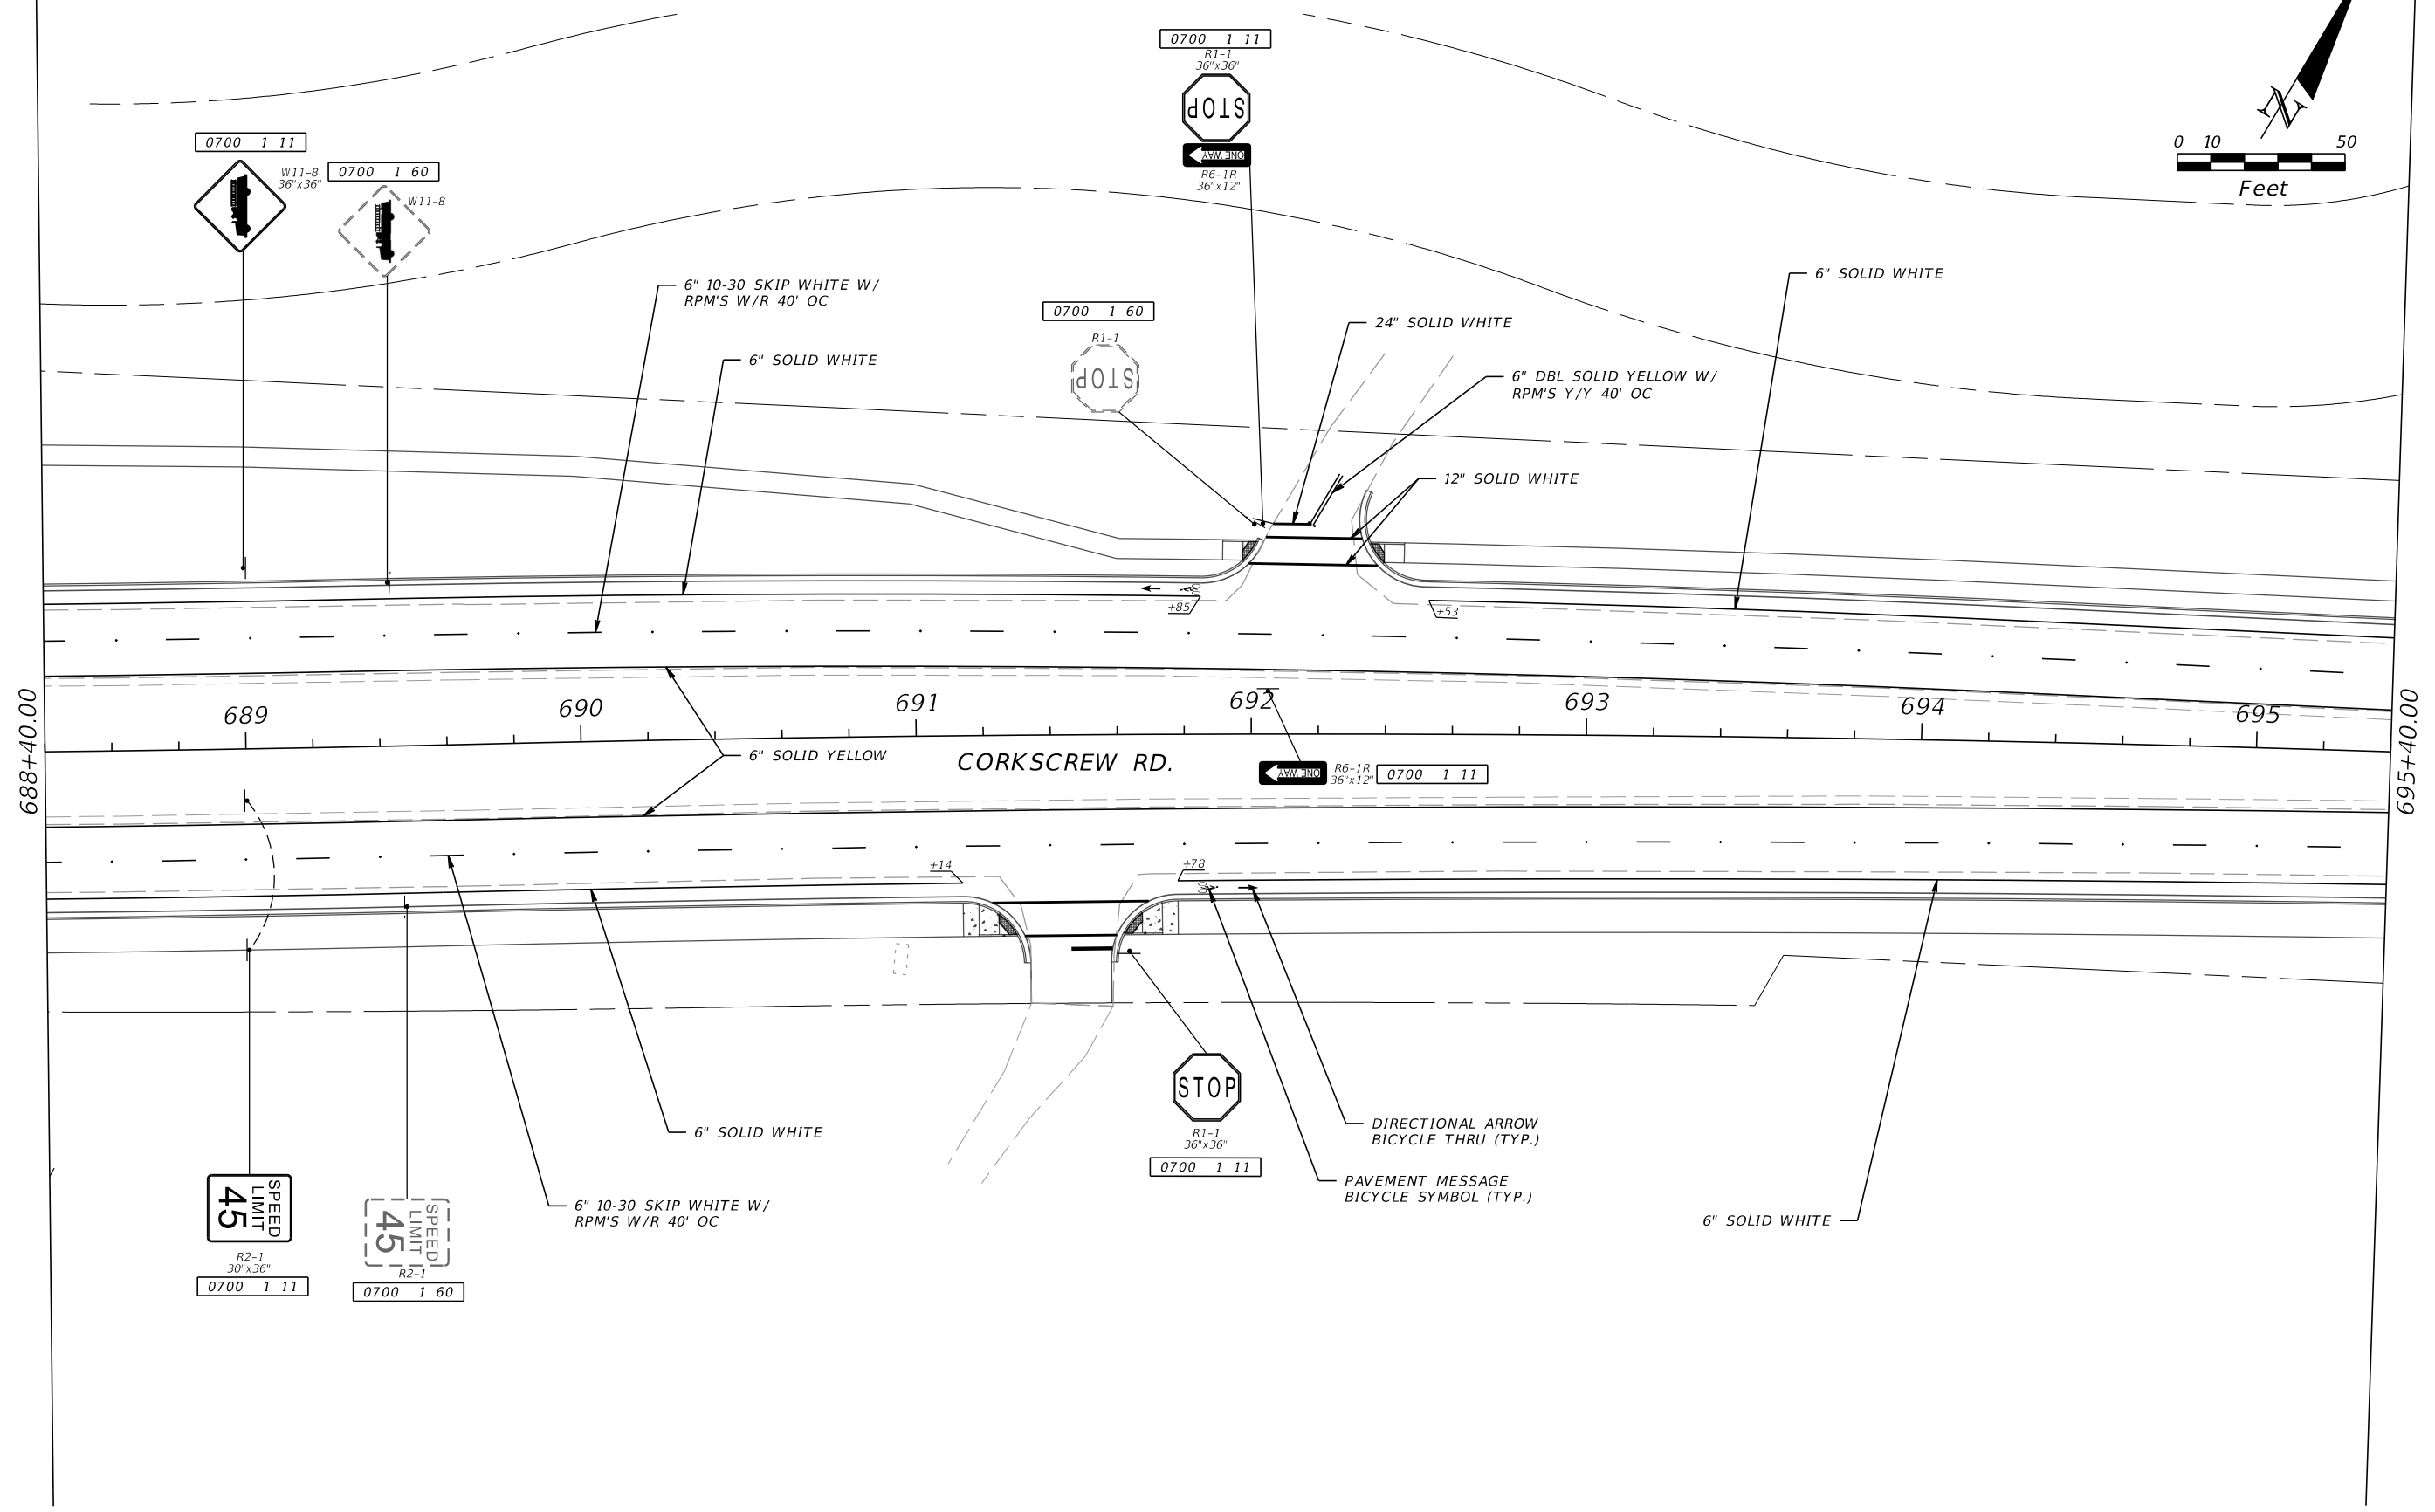 0700 1 11
R1-1
36"x36"
STOP
ONE WAY
R6-1R
36"x12"
N
0 10 50
Feet
0700 1 11
W11-8
36"x36"
0700 1 60
W11-8
6" 10-30 SKIP WHITE W/
RPM'S W/R 40' OC
6" SOLID WHITE
0700 1 60
R1-1
STOP
24" SOLID WHITE
6" SOLID WHITE
6" DBL SOLID YELLOW W/
RPM'S Y/Y 40' OC
12" SOLID WHITE
+85
+53
688+40.00
689
690
691
692
693
694
695
695+40.00
6" SOLID YELLOW
CORKSCREW RD.
ONE WAY
R6-1R
36"x12"
0700 1 11
+14
+78
STOP
R1-1
36"x36"
0700 1 11
6" SOLID WHITE
DIRECTIONAL ARROW
BICYCLE THRU (TYP.)
PAVEMENT MESSAGE
BICYCLE SYMBOL (TYP.)
6" SOLID WHITE
6" 10-30 SKIP WHITE W/
RPM'S W/R 40' OC
SPEED
LIMIT
45
R2-1
30"x36"
0700 1 11
SPEED
LIMIT
45
R2-1
0700 1 60